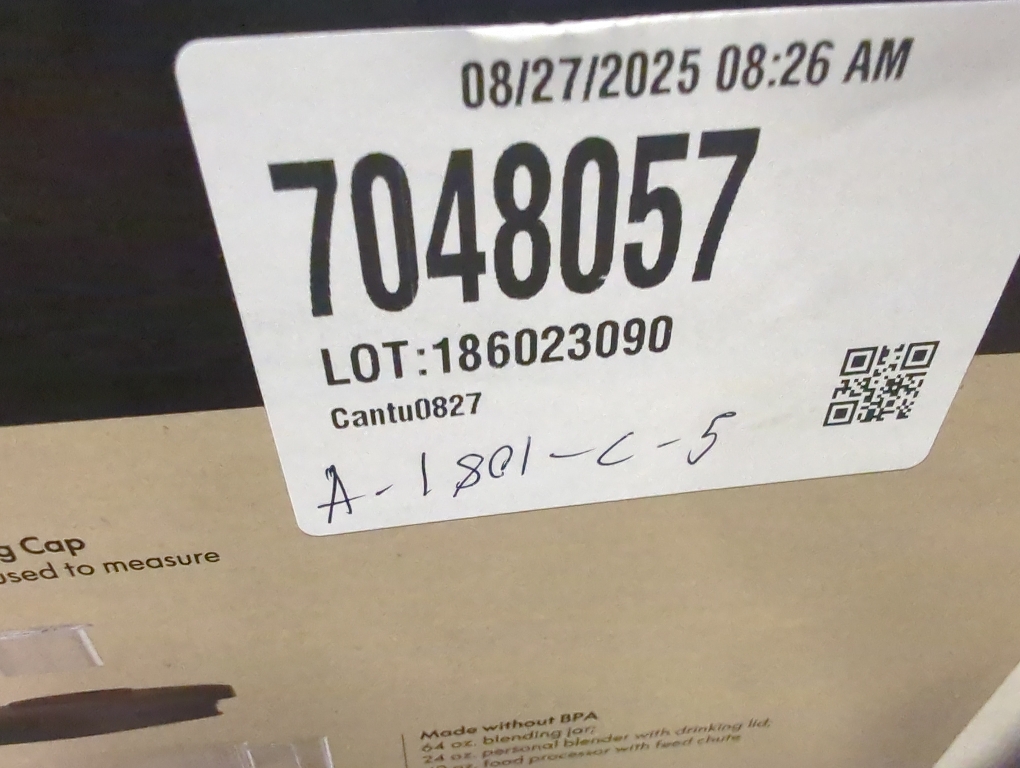 08/27/2025 08:26 AM
7048057
LOT:186023090
Cantu0827
A-1801-C-5
g Cap
used to measure
Made without BPA
64 oz. blending jar;
24 oz. personal blender with drinking lid;
oz. food processor with feed chute